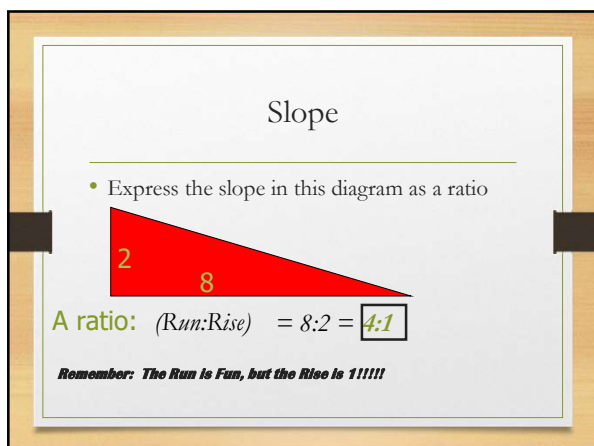 Slope
• Express the slope in this diagram as a ratio
2
8
A ratio: (Run:Rise) = 8:2 = 4:1
Remember: The Run is Fun, but the Rise is 1!!!!!